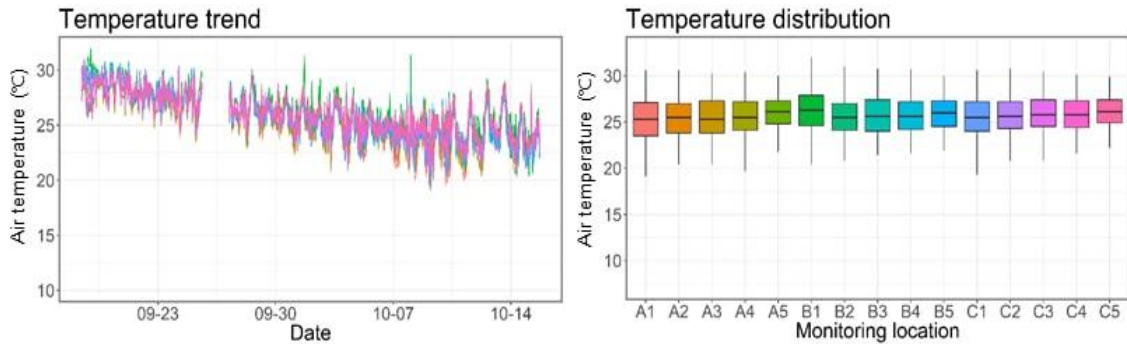 Temperature trend
Air temperature (℃)
30
25
20
15
10
09-23 09-30 10-07 10-14
Date
Temperature distribution
Air temperature (℃)
30
25
20
15
10
A1 A2 A3 A4 A5 B1 B2 B3 B4 B5 C1 C2 C3 C4 C5
Monitoring location